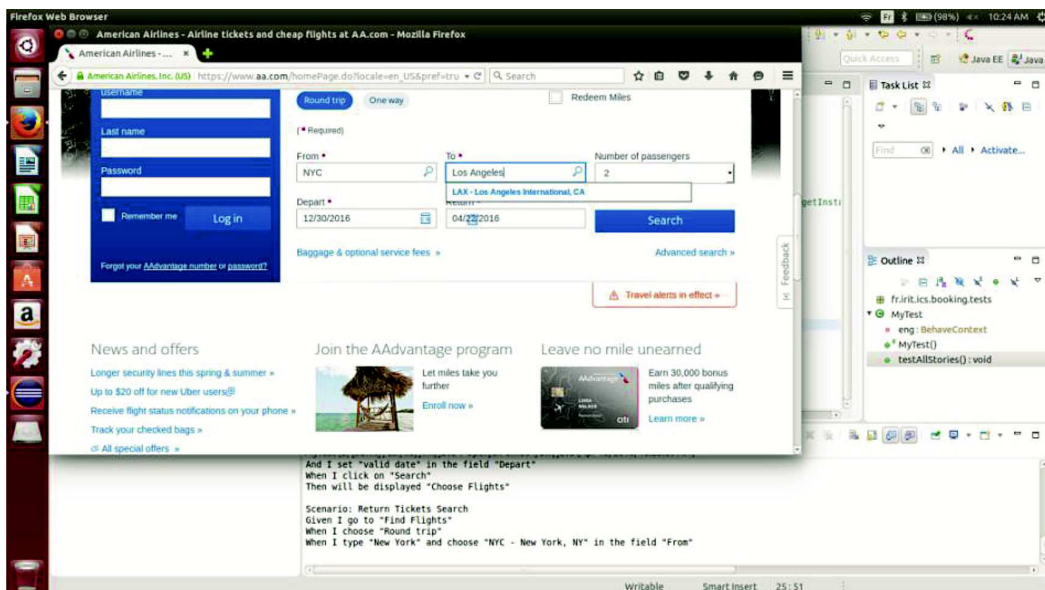 Firefox Web Browser
Fr (98%) 10:24 AM
American Airlines - Airline tickets and cheap flights at AA.com - Mozilla Firefox
American Airlines - ... ×
American Airlines, Inc. (US) https://www.aa.com/homePage.do?locale=en_US&pref=tru Search
Quick Access Java EE Java
Task List
Find All Activate...
username
Last name
Password
Remember me Log in
Forgot your AAdvantage number or password?
Round trip One way Redeem Miles
(• Required)
From • To • Number of passengers
NYC Los Angeles 2
LAX - Los Angeles International, CA
Depart • Return •
12/30/2016 04/22/2016 Search
Baggage & optional service fees » Advanced search »
Feedback
Travel alerts in effect »
getInsta
Outline
fr.irit.ics.booking.tests
MyTest
eng : BehaveContext
MyTest()
testAllStories() : void
News and offers
Longer security lines this spring & summer »
Up to $20 off for new Uber users
Receive flight status notifications on your phone »
Track your checked bags »
All special offers »
Join the AAdvantage program
Let miles take you
further
Enroll now »
Leave no mile unearned
AAdvantage
citi
Earn 30,000 bonus
miles after qualifying
purchases
Learn more »
And I set "valid date" in the field "Depart"
When I click on "Search"
Then will be displayed "Choose Flights"
Scenario: Return Tickets Search
Given I go to "Find Flights"
When I choose "Round trip"
When I type "New York" and choose "NYC - New York, NY" in the field "From"
Writable Smart Insert 25 : 51